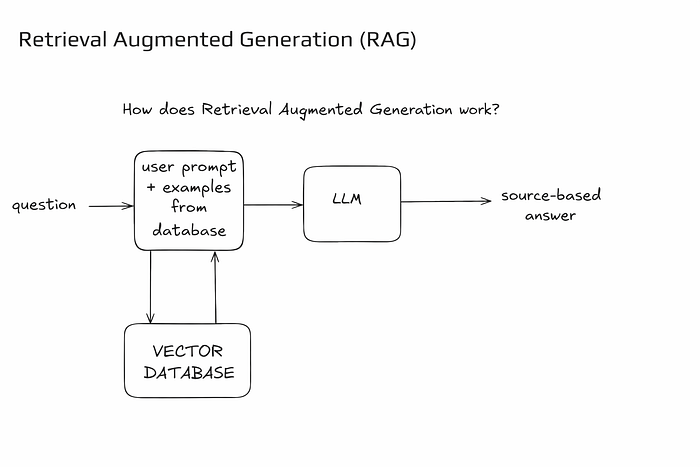 Retrieval Augmented Generation (RAG)
How does Retrieval Augmented Generation work?
question
user prompt
+ examples
from
database
LLM
source-based
answer
VECTOR
DATABASE